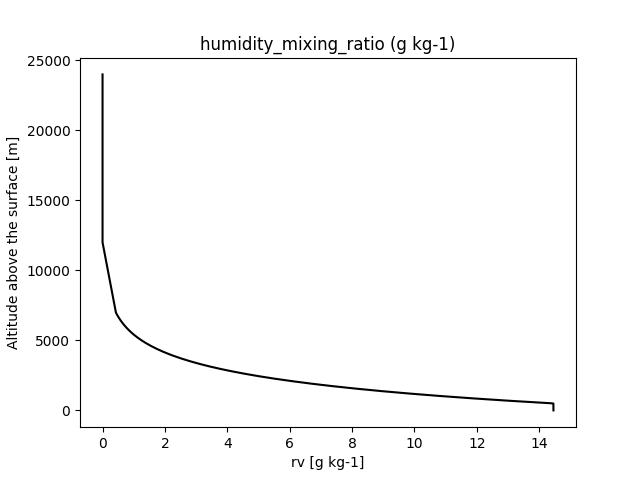 humidity_mixing_ratio (g kg-1)
25000
20000
15000
10000
5000
0
Altitude above the surface [m]
0 2 4 6 8 10 12 14
rv [g kg-1]